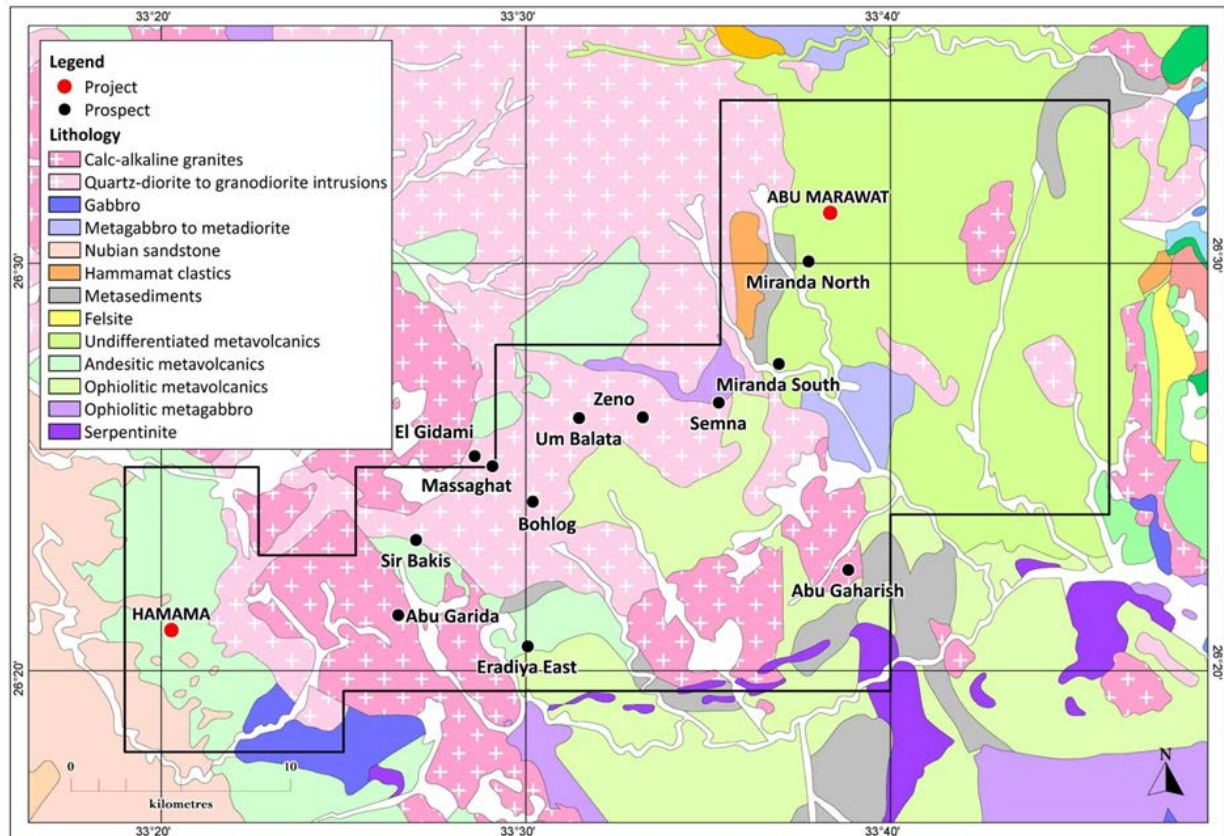 33°20'
33°30'
33°40'
Legend
Project
Prospect
Lithology
Calc-alkaline granites
Quartz-diorite to granodiorite intrusions
Gabbro
Metagabbro to metadiorite
Nubian sandstone
Hammamat clastics
Metasediments
Felsite
Undifferentiated metavolcanics
Andesitic metavolcanics
Ophiolitic metavolcanics
Ophiolitic metagabbro
Serpentinite
ABU MARAWAT
26°30'
26°30'
Miranda North
Miranda South
Zeno
Semna
El Gidami
Um Balata
Massaghat
Bohlog
Sir Bakis
Abu Gaharish
HAMAMA
Abu Garida
Eradiya East
26°20'
26°20'
0
10
kilometres
N
33°20'
33°30'
33°40'